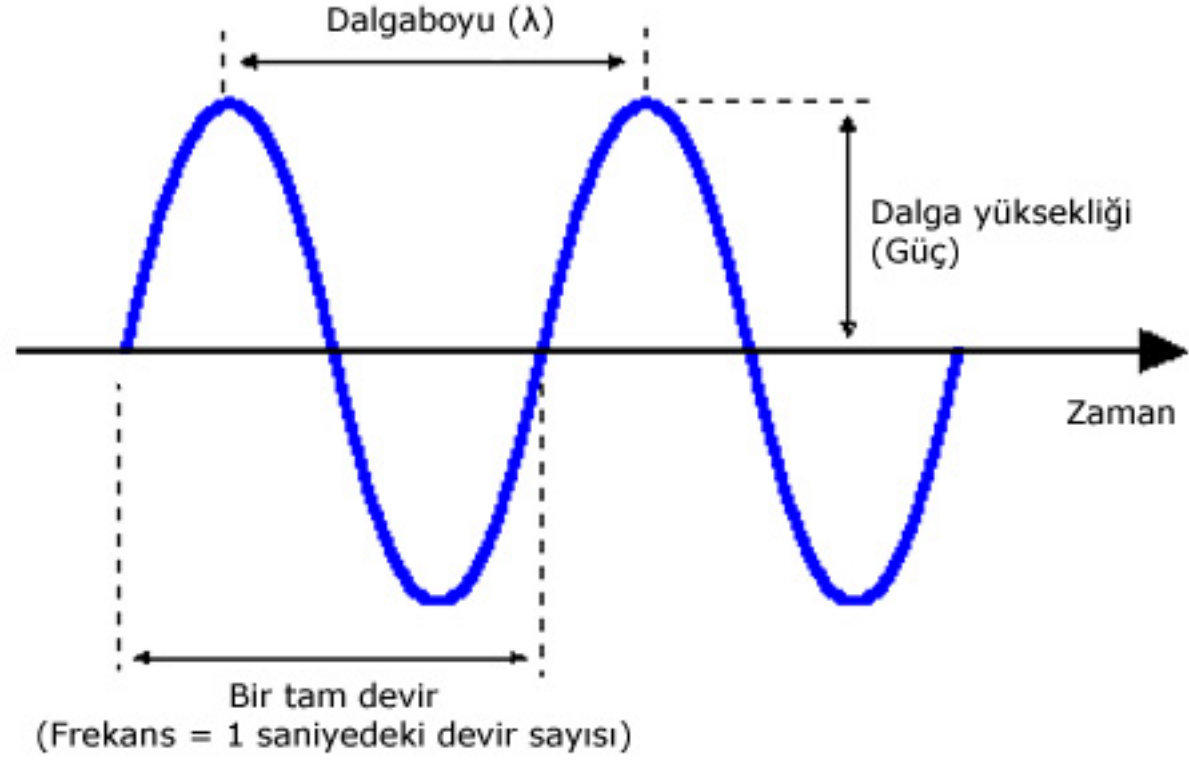 Dalgaboyu (λ)
Dalga yüksekliği
(Güç)
Zaman
Bir tam devir
(Frekans = 1 saniyedeki devir sayısı)